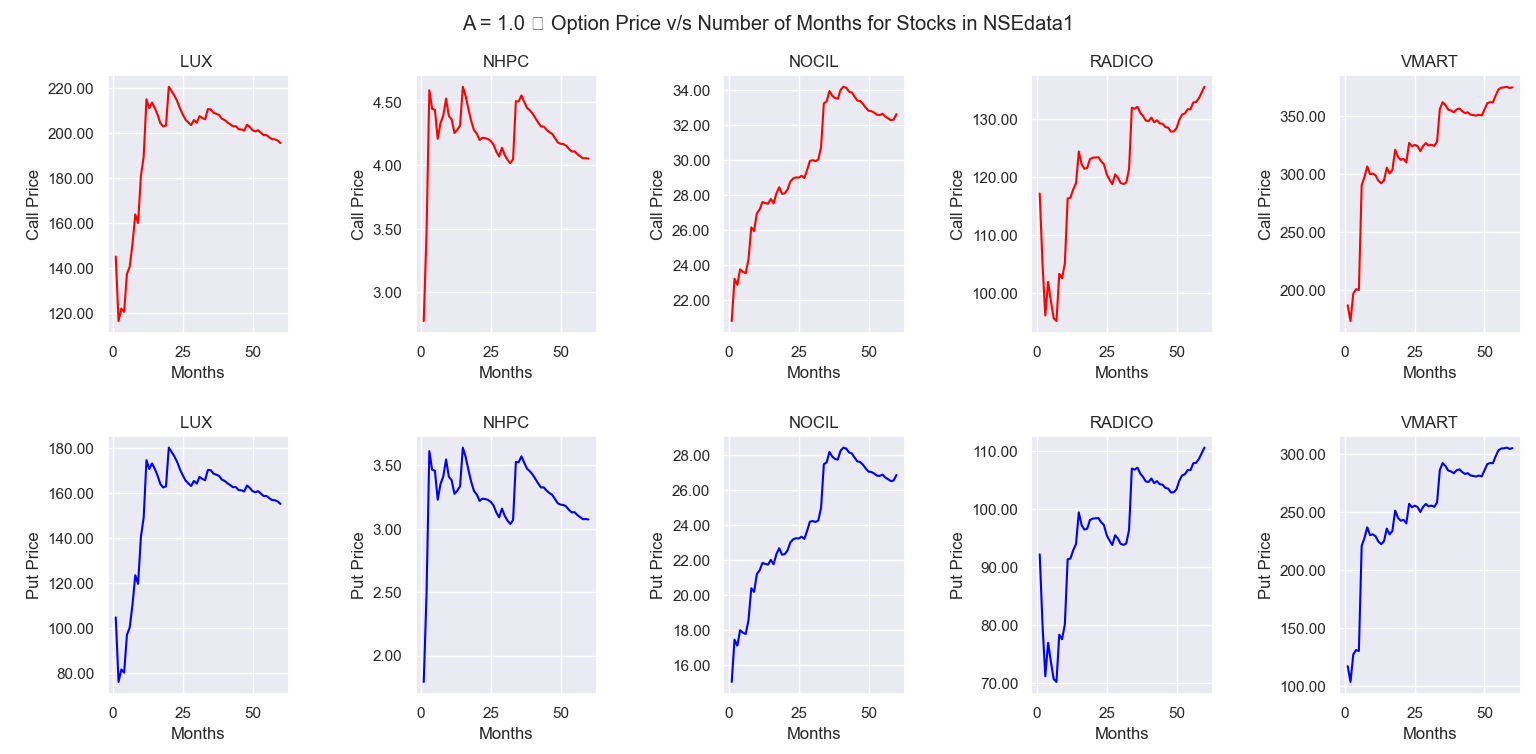 A = 1.0 ▯ Option Price v/s Number of Months for Stocks in NSEdata1
LUX
NHPC
NOCIL
RADICO
VMART
Call Price
220.00
200.00
180.00
160.00
140.00
120.00
0 25 50
Months
Call Price
4.50
4.00
3.50
3.00
0 25 50
Months
Call Price
34.00
32.00
30.00
28.00
26.00
24.00
22.00
0 25 50
Months
Call Price
130.00
120.00
110.00
100.00
0 25 50
Months
Call Price
350.00
300.00
250.00
200.00
0 25 50
Months
LUX
NHPC
NOCIL
RADICO
VMART
Put Price
180.00
160.00
140.00
120.00
100.00
80.00
0 25 50
Months
Put Price
3.50
3.00
2.50
2.00
0 25 50
Months
Put Price
28.00
26.00
24.00
22.00
20.00
18.00
16.00
0 25 50
Months
Put Price
110.00
100.00
90.00
80.00
70.00
0 25 50
Months
Put Price
300.00
250.00
200.00
150.00
100.00
0 25 50
Months